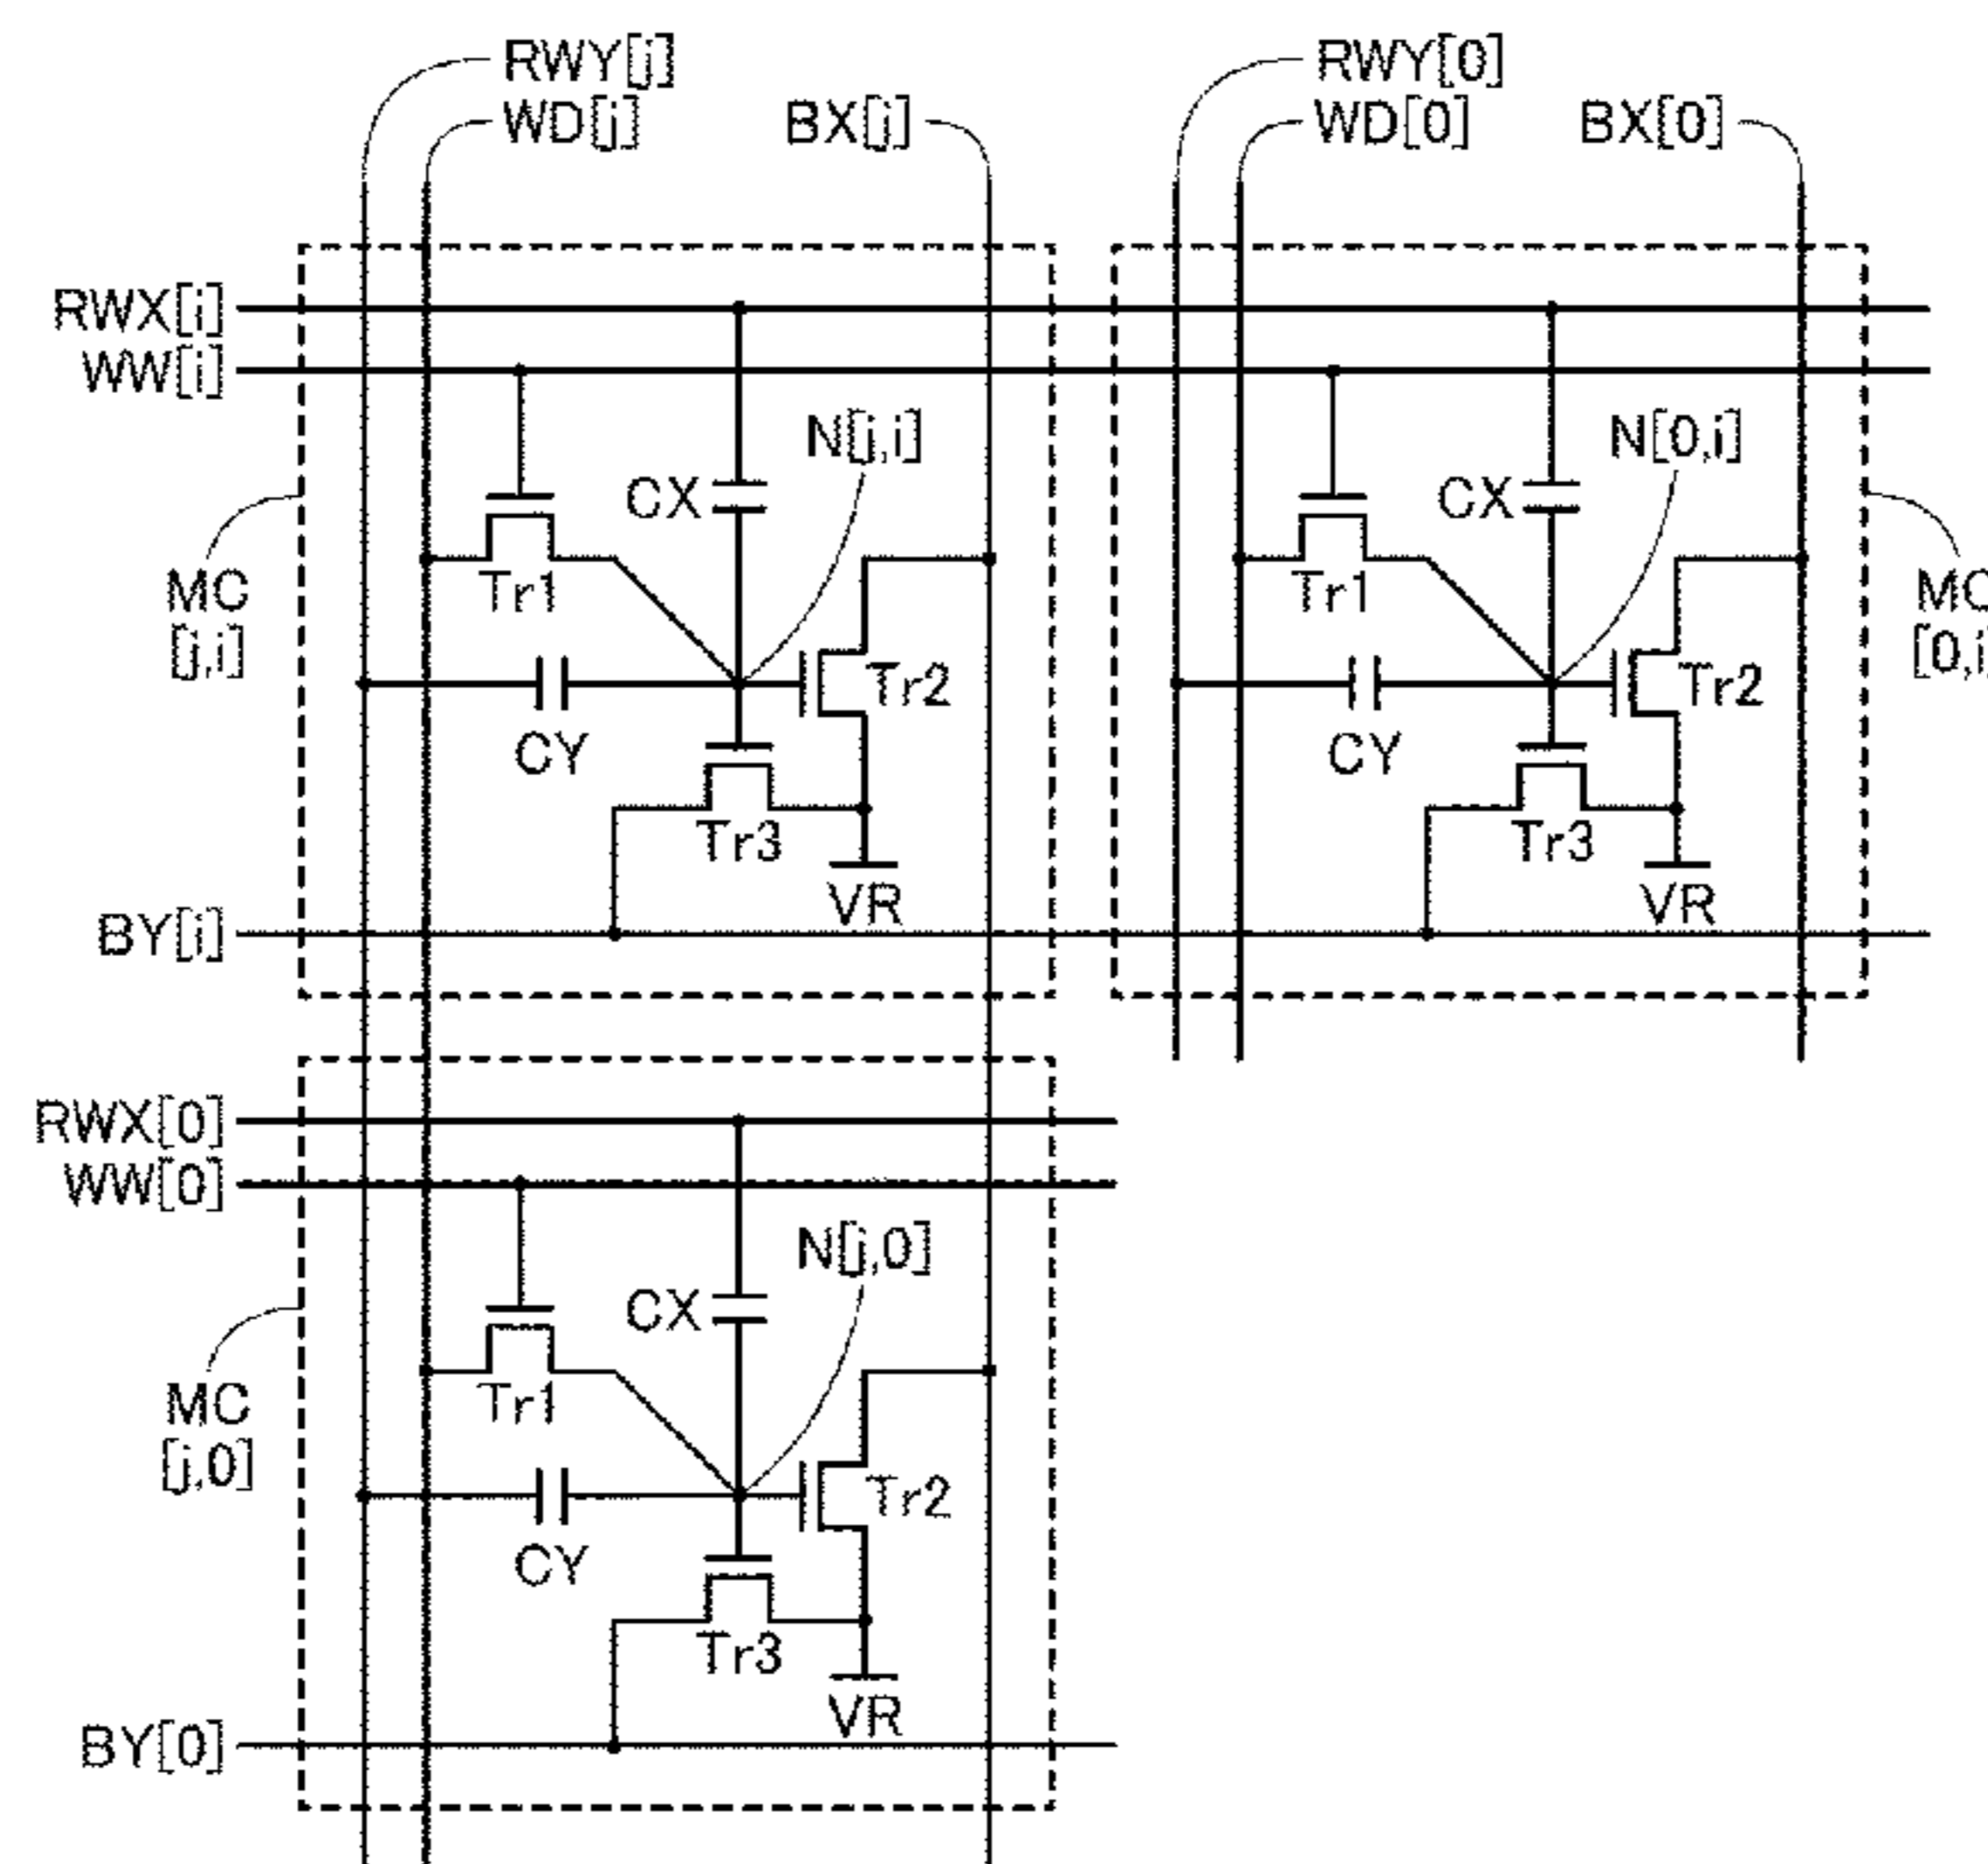 RWY[j]
WD[j]
BX[j]
RWY[0]
WD[0]
BX[0]
RWX[i]
WW[i]
N[j,i]
N[0,i]
CX
CX
Tr1
Tr1
MC
[j,i]
MC
[0,i
Tr2
Tr2
CY
CY
Tr3
Tr3
VR
VR
BY[i]
RWX[0]
WW[0]
N[j,0]
CX
Tr1
MC
[j,0]
Tr2
CY
Tr3
VR
BY[0]